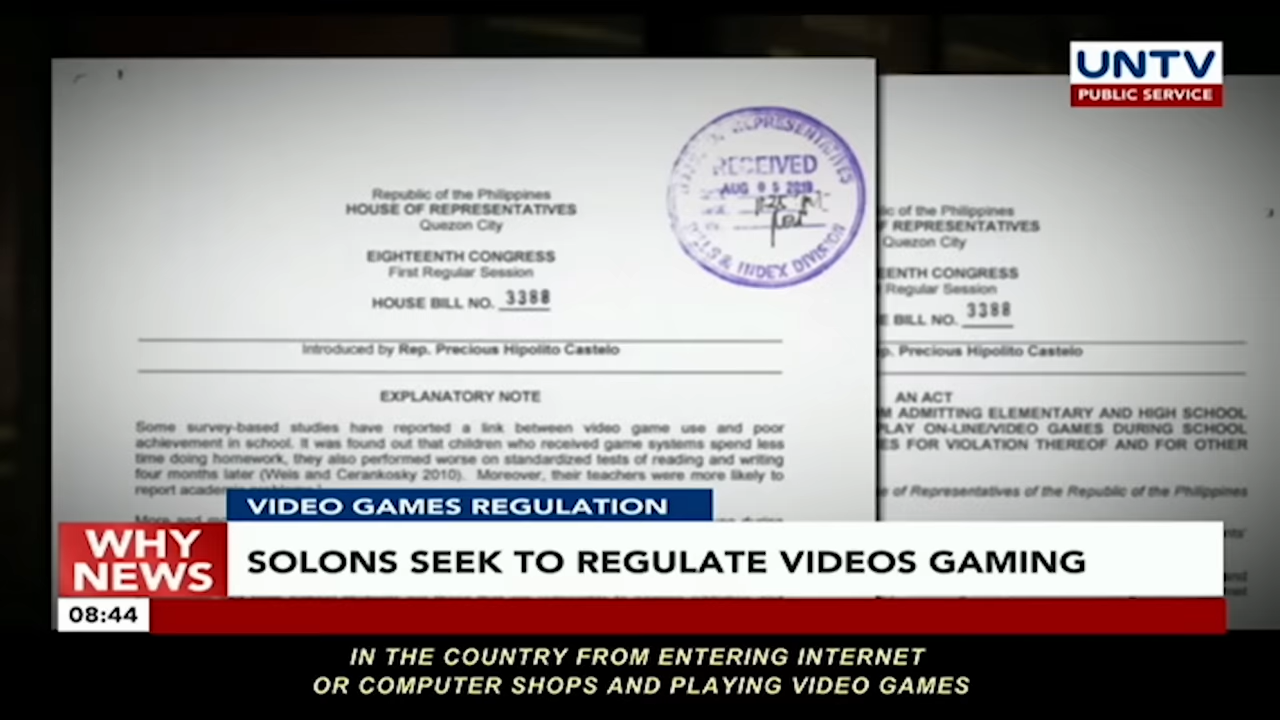 UNTV
PUBLIC SERVICE
REPRESENTATIVES
RECEIVED
AUG 05 2019
BILLS & INDEX DIVISION
Republic of the Philippines
HOUSE OF REPRESENTATIVES
Quezon City
EIGHTEENTH CONGRESS
First Regular Session
HOUSE BILL NO. 3388
Introduced by Rep. Precious Hipolito Castelo
EXPLANATORY NOTE
Some survey-based studies have reported a link between video game use and poor
achievement in school. It was found out that children who received game systems spend less
time doing homework, they also performed worse on standardized tests of reading and writing
four months later (Weis and Cerankosky 2010). Moreover, their teachers were more likely to
report
ic of the Philippines
F REPRESENTATIVES
Quezon City
EENTH CONGRESS
Regular Session
E BILL NO. 3388
p. Precious Hipolito Castelo
AN ACT
M ADMITTING ELEMENTARY AND HIGH SCHOOL
PLAY ON-LINE/VIDEO GAMES DURING SCHOOL
ES FOR VIOLATION THEREOF AND FOR OTHER
e of Representatives of the Republic of the Philippines
VIDEO GAMES REGULATION
WHY
NEWS
SOLONS SEEK TO REGULATE VIDEOS GAMING
08:44
IN THE COUNTRY FROM ENTERING INTERNET
OR COMPUTER SHOPS AND PLAYING VIDEO GAMES